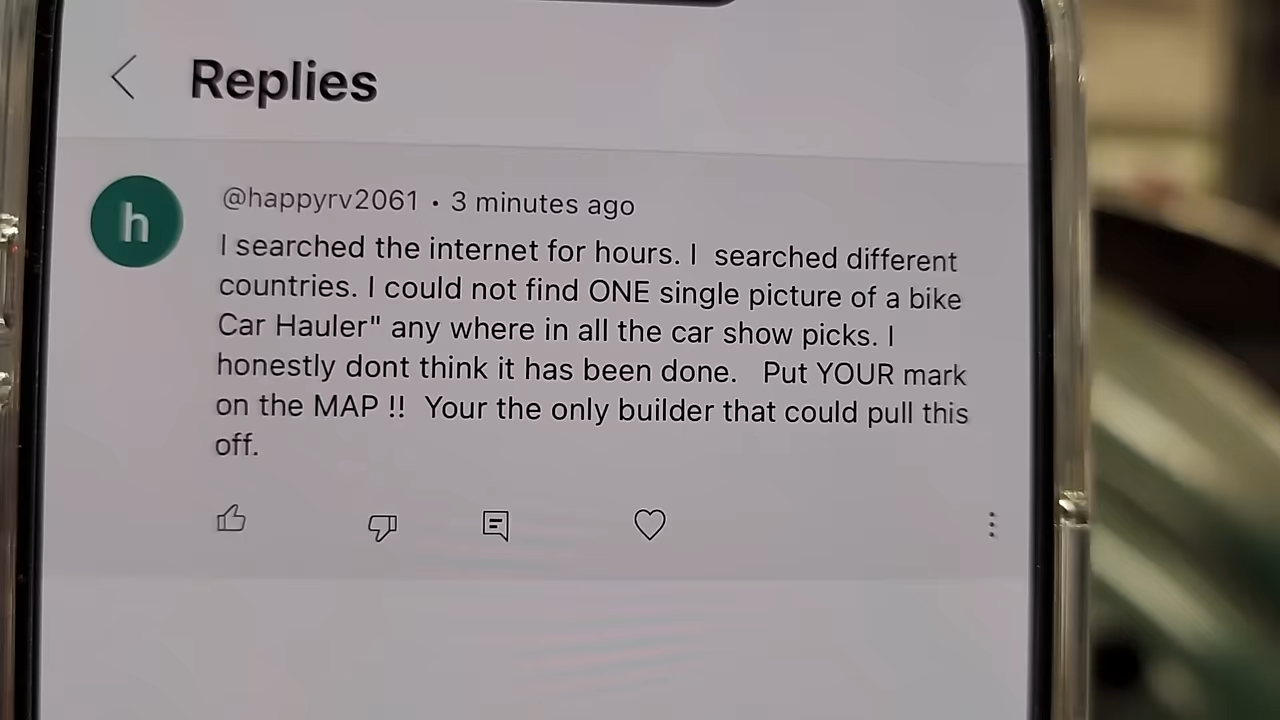 Replies
h
@happyrv2061 • 3 minutes ago
I searched the internet for hours. I  searched different
countries. I could not find ONE single picture of a bike
Car Hauler" any where in all the car show picks. I
honestly dont think it has been done.   Put YOUR mark
on the MAP !!  Your the only builder that could pull this
off.